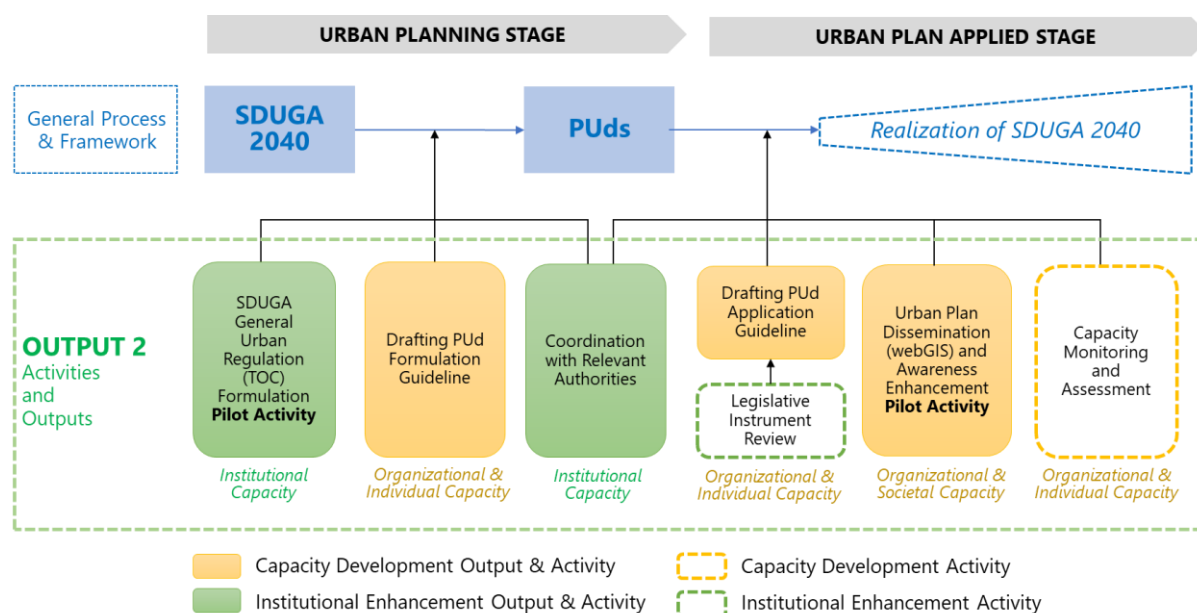 URBAN PLANNING STAGE
URBAN PLAN APPLIED STAGE
General Process
& Framework
SDUGA
2040
PUds
Realization of SDUGA 2040
OUTPUT 2
Activities
and
Outputs
SDUGA
General
Urban
Regulation
(TOC)
Formulation
Pilot Activity
Institutional
Capacity
Drafting PUd
Formulation
Guideline
Organizational &
Individual Capacity
Coordination
with Relevant
Authorities
Institutional
Capacity
Drafting PUd
Application
Guideline
Legislative
Instrument
Review
Organizational &
Individual Capacity
Urban Plan
Dissemination
(webGIS) and
Awareness
Enhancement
Pilot Activity
Organizational &
Societal Capacity
Capacity
Monitoring
and
Assessment
Organizational &
Individual Capacity
Capacity Development Output & Activity
Capacity Development Activity
Institutional Enhancement Output & Activity
Institutional Enhancement Activity